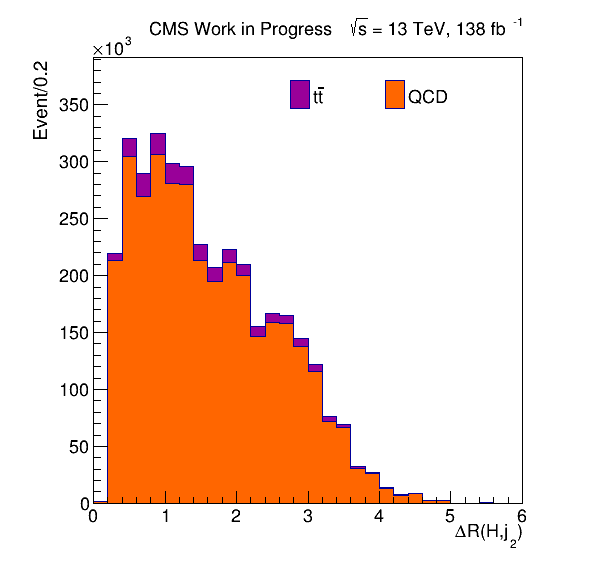 CMS Work in Progress √s = 13 TeV, 138 fb⁻¹
×10³
Event/0.2
tt̄ QCD
350
300
250
200
150
100
50
0
0 1 2 3 4 5 6
ΔR(H,j₂)